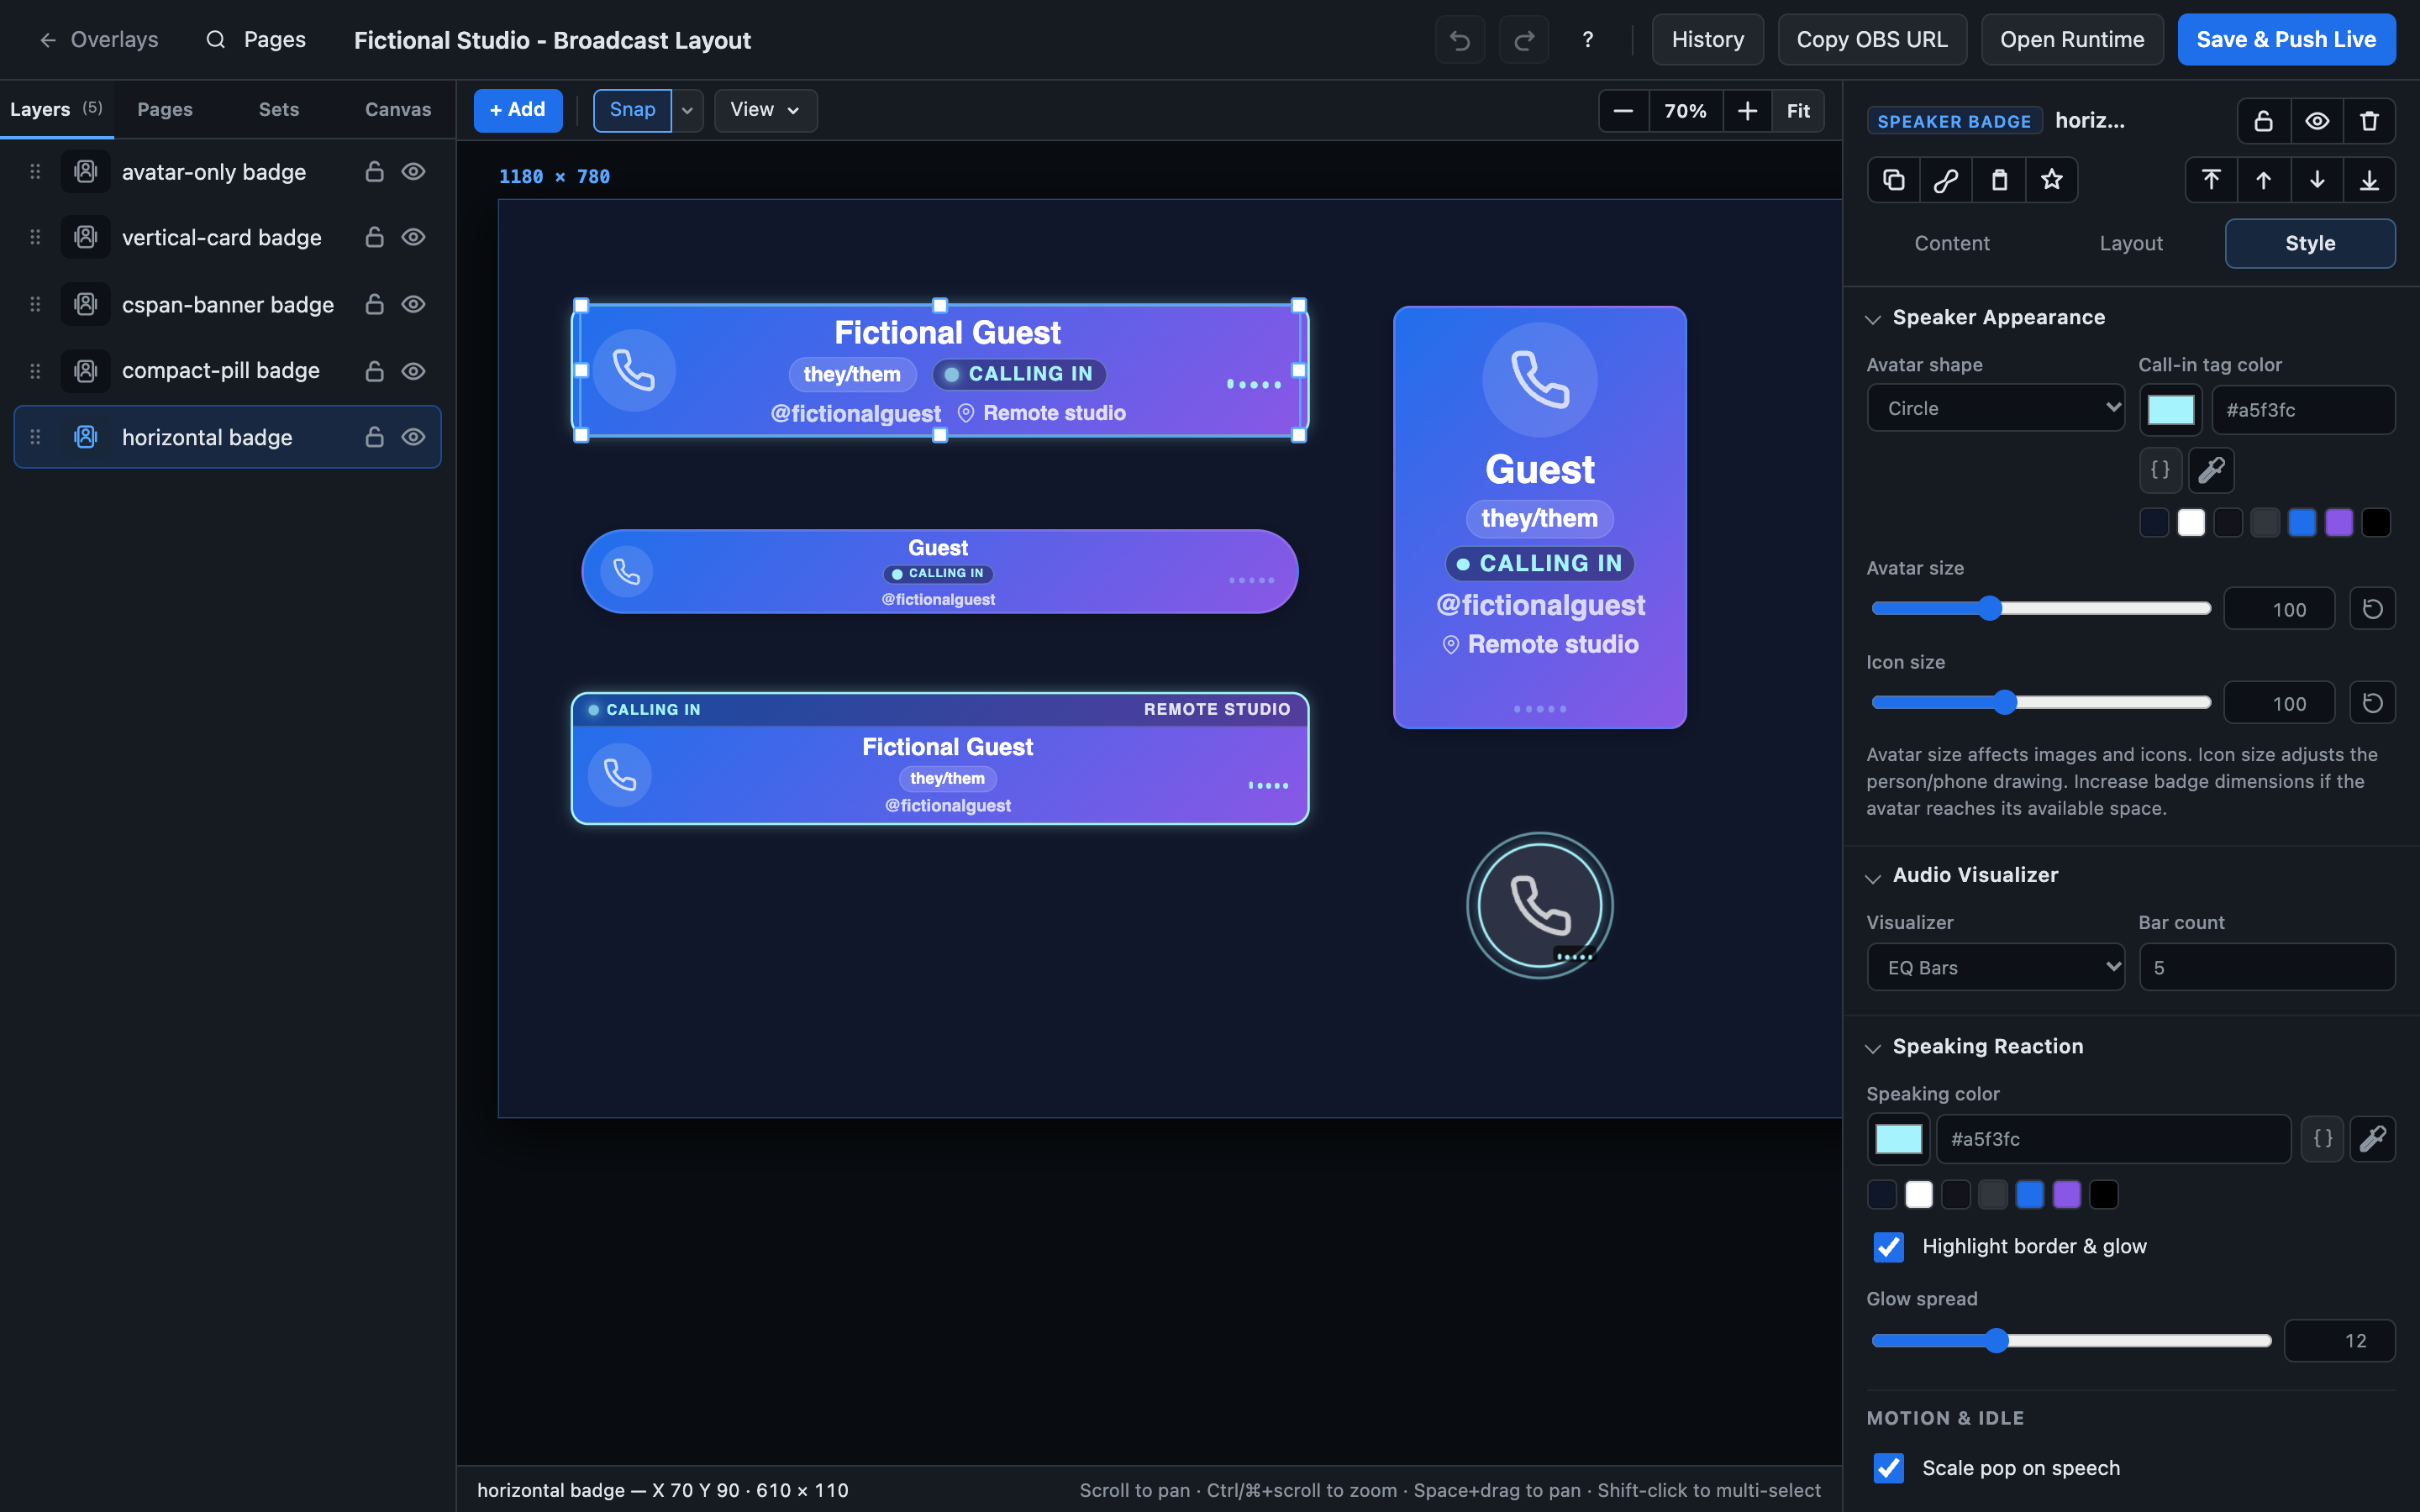 Overlays
Pages
Fictional Studio - Broadcast Layout
?
History
Copy OBS URL
Open Runtime
Save & Push Live
Layers (5)
Pages
Sets
Canvas
avatar-only badge
vertical-card badge
cspan-banner badge
compact-pill badge
horizontal badge
+ Add
Snap
View
70%
Fit
1180 × 780
Fictional Guest
they/them
CALLING IN
@fictionalguest
Remote studio
Guest
CALLING IN
@fictionalguest
CALLING IN
REMOTE STUDIO
Fictional Guest
they/them
@fictionalguest
Guest
they/them
CALLING IN
@fictionalguest
Remote studio
horizontal badge — X 70 Y 90 · 610 × 110
Scroll to pan · Ctrl/⌘+scroll to zoom · Space+drag to pan · Shift-click to multi-select
SPEAKER BADGE
horiz...
Content
Layout
Style
Speaker Appearance
Avatar shape
Call-in tag color
Circle
#a5f3fc
{ }
Avatar size
100
Icon size
100
Avatar size affects images and icons. Icon size adjusts the
person/phone drawing. Increase badge dimensions if the
avatar reaches its available space.
Audio Visualizer
Visualizer
Bar count
EQ Bars
5
Speaking Reaction
Speaking color
#a5f3fc
{ }
Highlight border & glow
Glow spread
12
MOTION & IDLE
Scale pop on speech